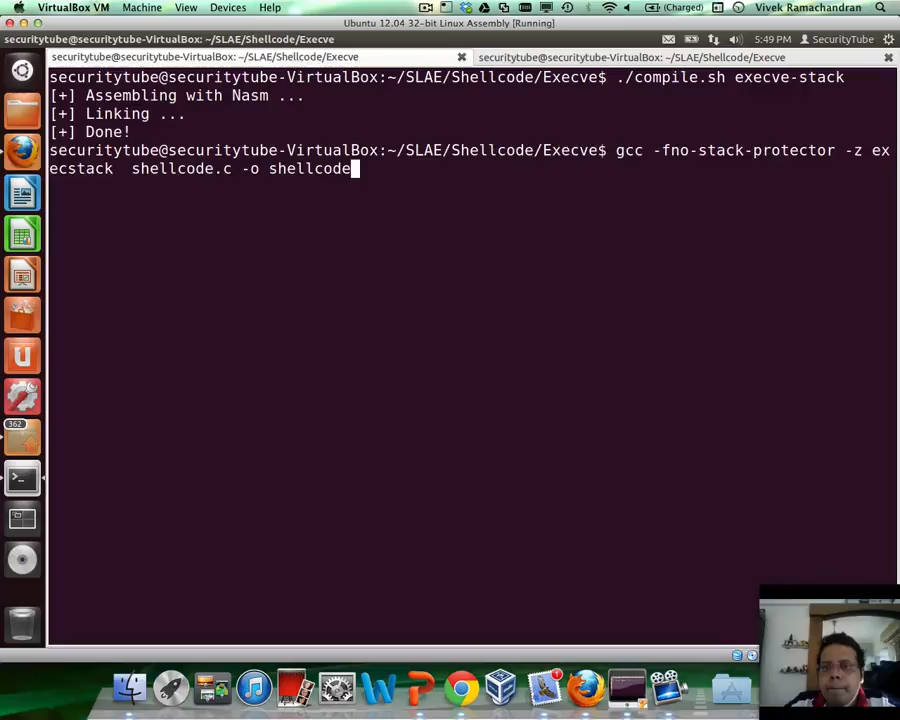 VirtualBox VM Machine View Devices Help (Charged) Vivek Ramachandran
Ubuntu 12.04 32-bit Linux Assembly [Running]
securitytube@securitytube-VirtualBox: ~/SLAE/Shellcode/Execve 5:49 PM SecurityTube
securitytube@securitytube-VirtualBox: ~/SLAE/Shellcode/Execve securitytube@securitytube-VirtualBox: ~/SLAE/Shellcode/Execve
securitytube@securitytube-VirtualBox:~/SLAE/Shellcode/Execve$ ./compile.sh execve-stack
[+] Assembling with Nasm ...
[+] Linking ...
[+] Done!
securitytube@securitytube-VirtualBox:~/SLAE/Shellcode/Execve$ gcc -fno-stack-protector -z ex
ecstack  shellcode.c -o shellcode
362